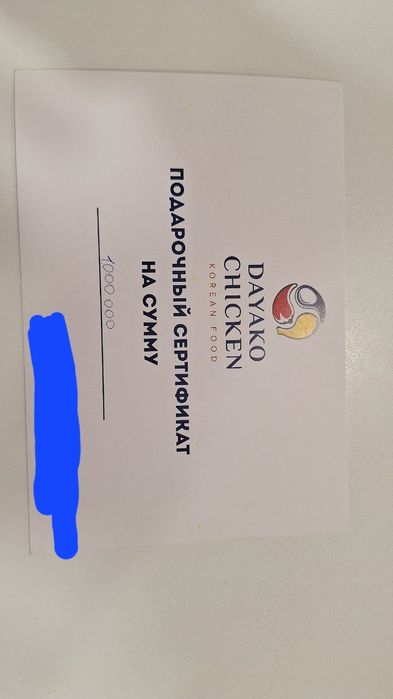 DAYAKO
CHICKEN
KOREAN FOOD
ПОДАРОЧНЫЙ СЕРТИФИКАТ
НА СУММУ
1000.000